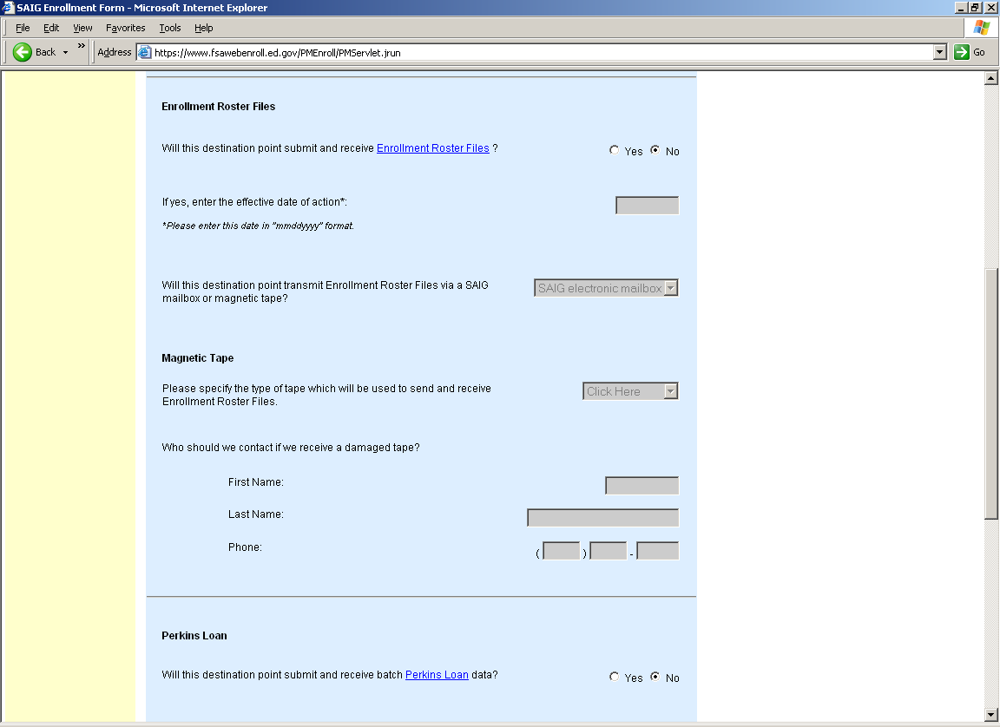 SAIG Enrollment Form - Microsoft Internet Explorer
File Edit View Favorites Tools Help
Back » Address https://www.fsawebenroll.ed.gov/PMEnroll/PMServlet.jrun Go
Enrollment Roster Files
Will this destination point submit and receive Enrollment Roster Files ? Yes No
If yes, enter the effective date of action*:
*Please enter this date in "mmddyyyy" format.
Will this destination point transmit Enrollment Roster Files via a SAIG SAIG electronic mailbox
mailbox or magnetic tape?
Magnetic Tape
Please specify the type of tape which will be used to send and receive Click Here
Enrollment Roster Files.
Who should we contact if we receive a damaged tape?
First Name:
Last Name:
Phone: ( ) -
Perkins Loan
Will this destination point submit and receive batch Perkins Loan data? Yes No